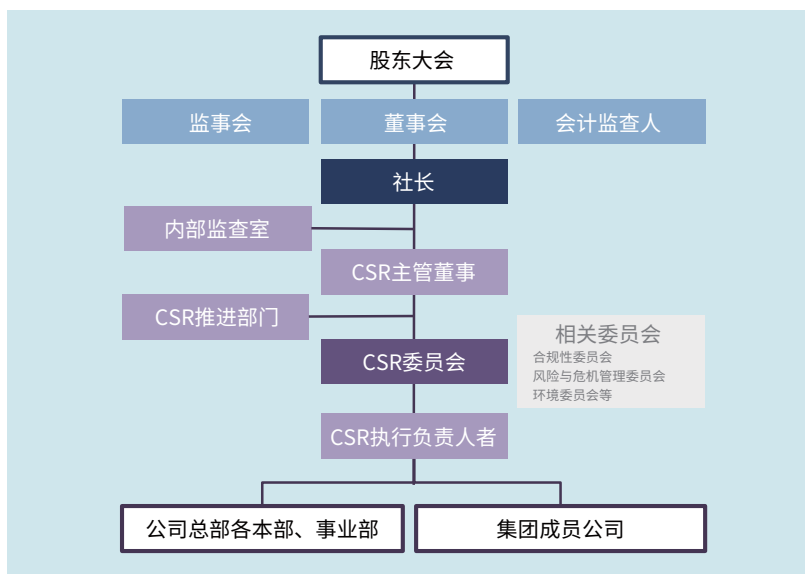 股东大会
监事会
董事会
会计监查人
社长
内部监查室
CSR主管董事
CSR推进部门
相关委员会
合规性委员会
风险与危机管理委员会
环境委员会等
CSR委员会
CSR执行负责人者
公司总部各本部、事业部
集团成员公司